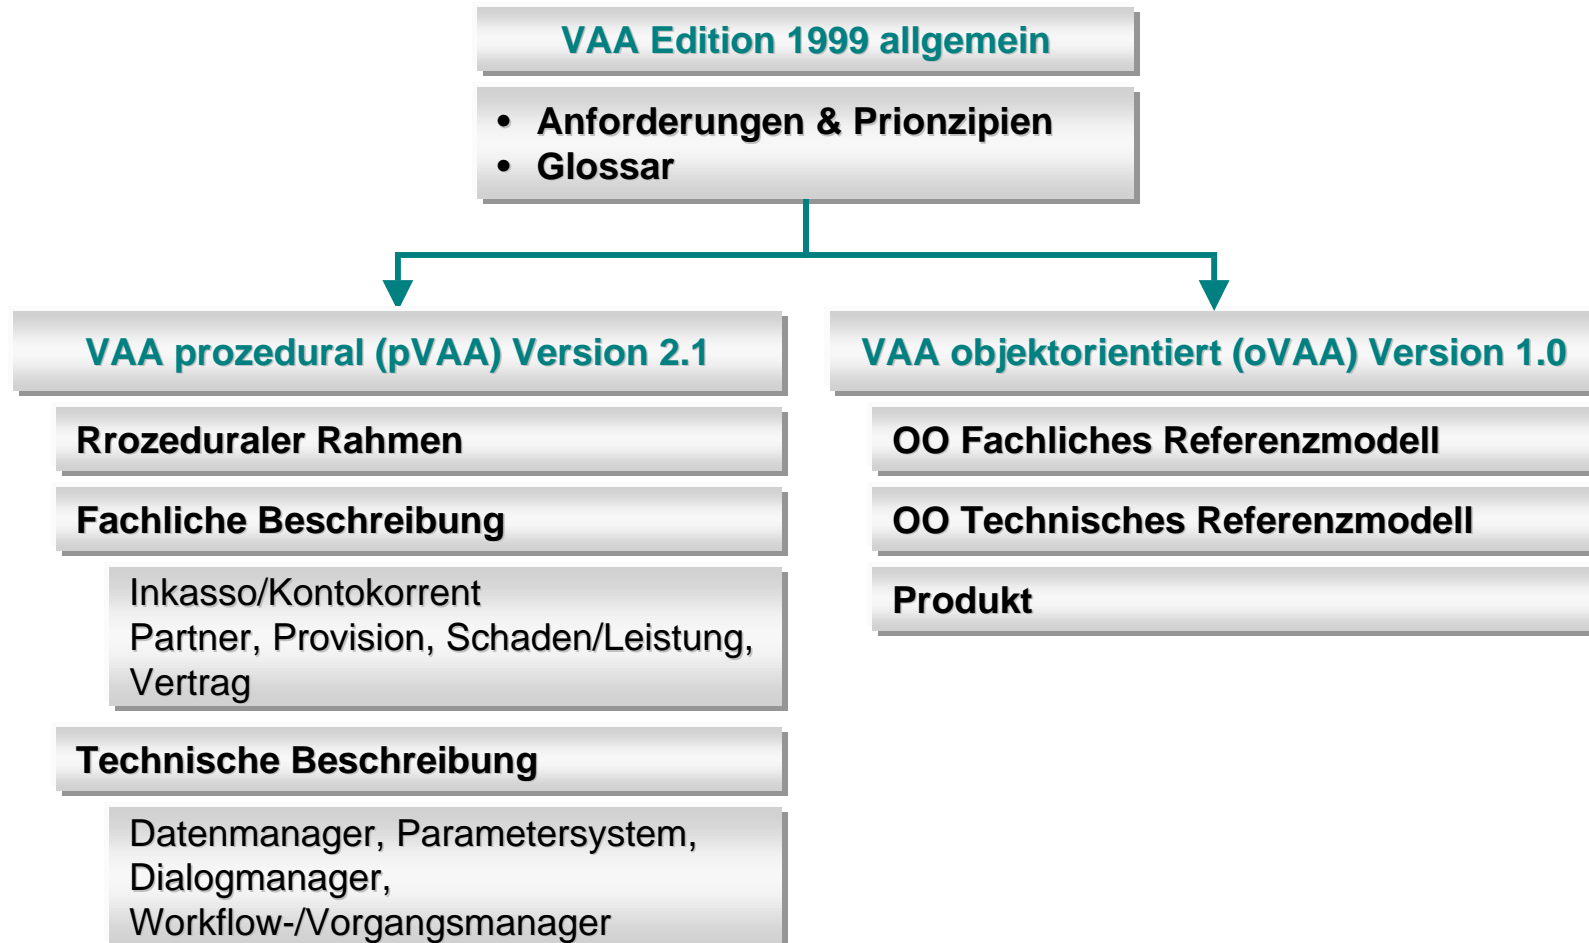 VAA Edition 1999 allgemein
• Anforderungen & Prionzipien
• Glossar
VAA prozedural (pVAA) Version 2.1
Rrozeduraler Rahmen
Fachliche Beschreibung
Inkasso/Kontokorrent
Partner, Provision, Schaden/Leistung,
Vertrag
Technische Beschreibung
Datenmanager, Parametersystem,
Dialogmanager,
Workflow-/Vorgangsmanager
VAA objektorientiert (oVAA) Version 1.0
OO Fachliches Referenzmodell
OO Technisches Referenzmodell
Produkt